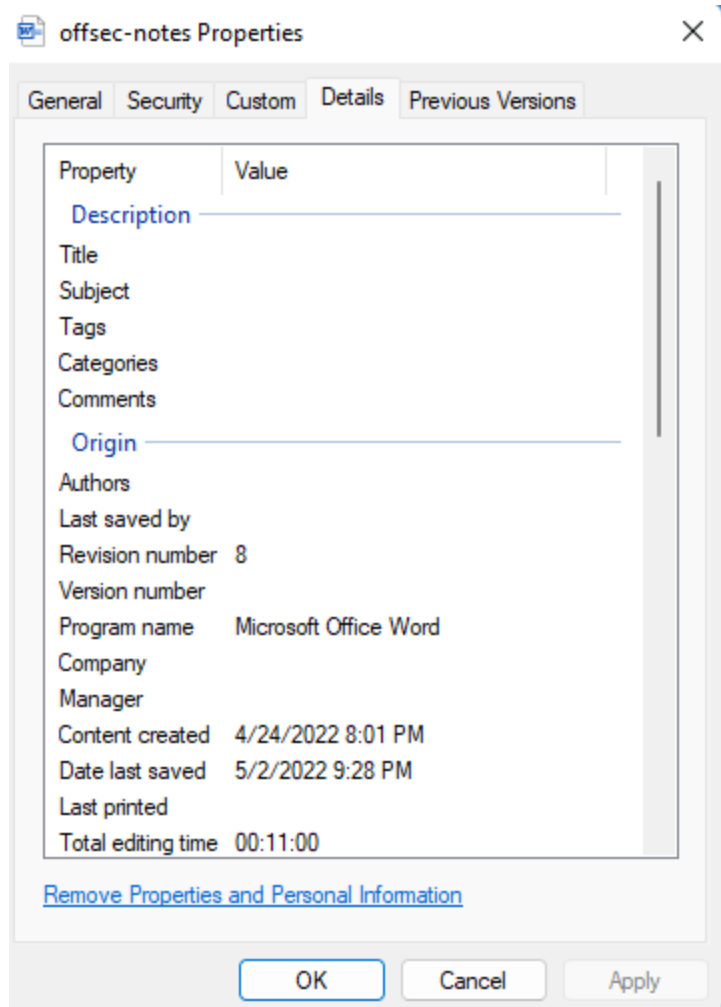 offsec-notes Properties
General Security Custom Details Previous Versions
Property Value
Description
Title
Subject
Tags
Categories
Comments
Origin
Authors
Last saved by
Revision number 8
Version number
Program name Microsoft Office Word
Company
Manager
Content created 4/24/2022 8:01 PM
Date last saved 5/2/2022 9:28 PM
Last printed
Total editing time 00:11:00
Remove Properties and Personal Information
OK Cancel Apply